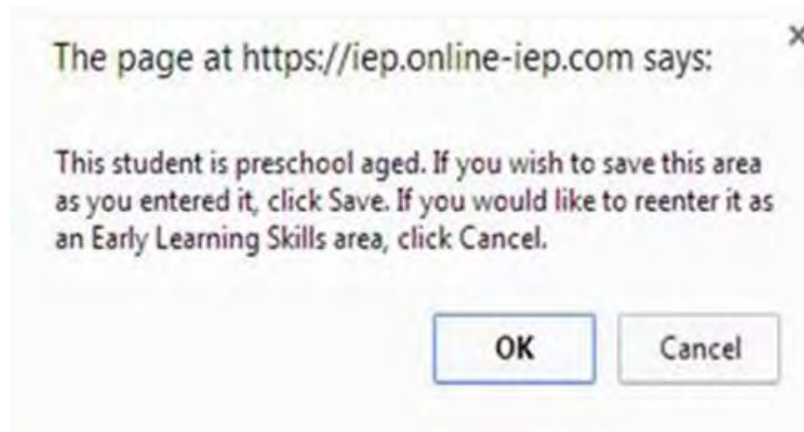 The page at https://iep.online-iep.com says:
x
This student is preschool aged. If you wish to save this area
as you entered it, click Save. If you would like to reenter it as
an Early Learning Skills area, click Cancel.
OK
Cancel